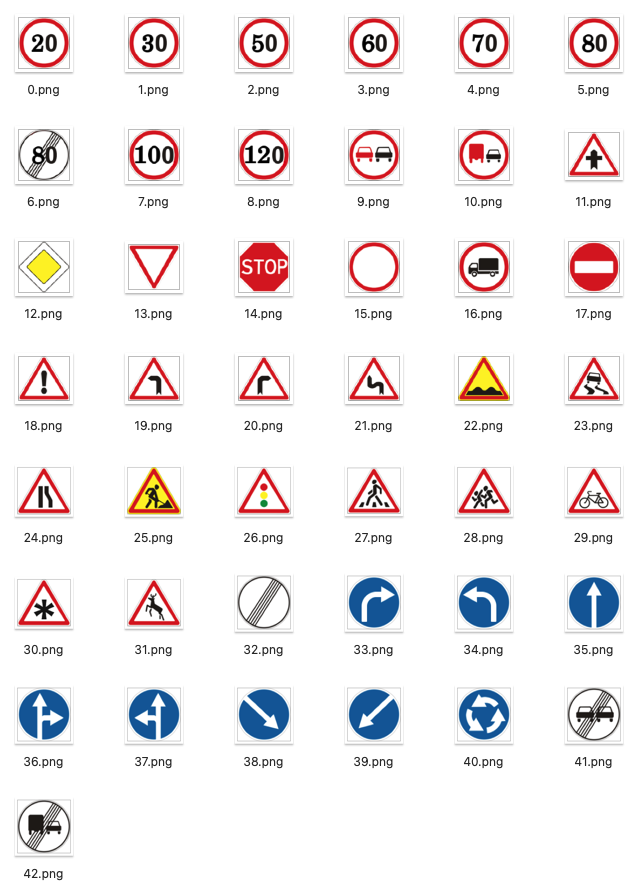 20 30 50 60 70 80
0.png 1.png 2.png 3.png 4.png 5.png
80 100 120
6.png 7.png 8.png 9.png 10.png 11.png
STOP
12.png 13.png 14.png 15.png 16.png 17.png
!
18.png 19.png 20.png 21.png 22.png 23.png
24.png 25.png 26.png 27.png 28.png 29.png
30.png 31.png 32.png 33.png 34.png 35.png
36.png 37.png 38.png 39.png 40.png 41.png
42.png